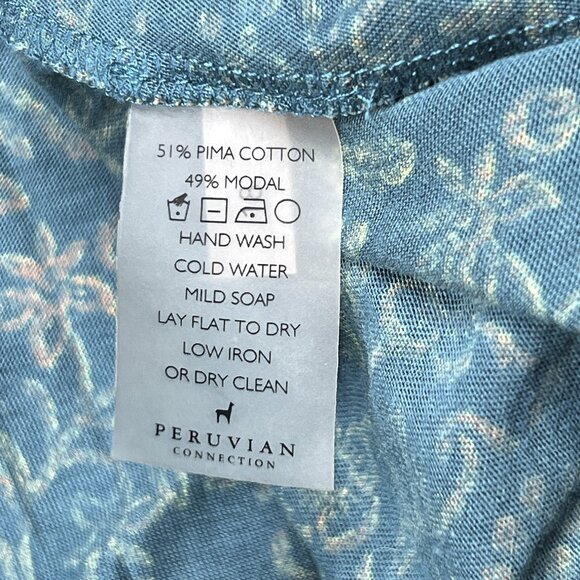 51% PIMA COTTON
49% MODAL
HAND WASH
COLD WATER
MILD SOAP
LAY FLAT TO DRY
LOW IRON
OR DRY CLEAN
PERUVIAN
CONNECTION